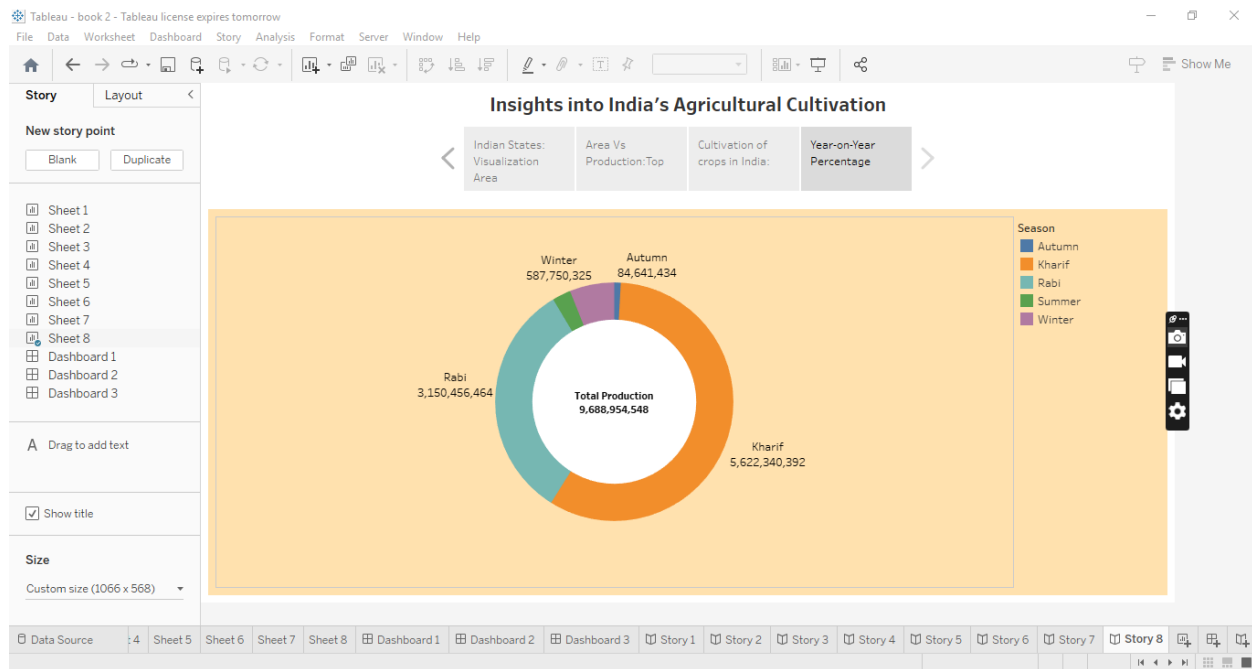 Tableau - book 2 - Tableau license expires tomorrow
File Data Worksheet Dashboard Story Analysis Format Server Window Help
Show Me
Story Layout
New story point
Blank Duplicate
Sheet 1
Sheet 2
Sheet 3
Sheet 4
Sheet 5
Sheet 6
Sheet 7
Sheet 8
Dashboard 1
Dashboard 2
Dashboard 3
A Drag to add text
Show title
Size
Custom size (1066 x 568)
Insights into India's Agricultural Cultivation
Indian States:
Visualization
Area
Area Vs
Production:Top
Cultivation of
crops in India:
Year-on-Year
Percentage
Winter
587,750,325
Autumn
84,641,434
Rabi
3,150,456,464
Total Production
9,688,954,548
Kharif
5,622,340,392
Season
Autumn
Kharif
Rabi
Summer
Winter
Data Source 4 Sheet 5 Sheet 6 Sheet 7 Sheet 8 Dashboard 1 Dashboard 2 Dashboard 3 Story 1 Story 2 Story 3 Story 4 Story 5 Story 6 Story 7 Story 8